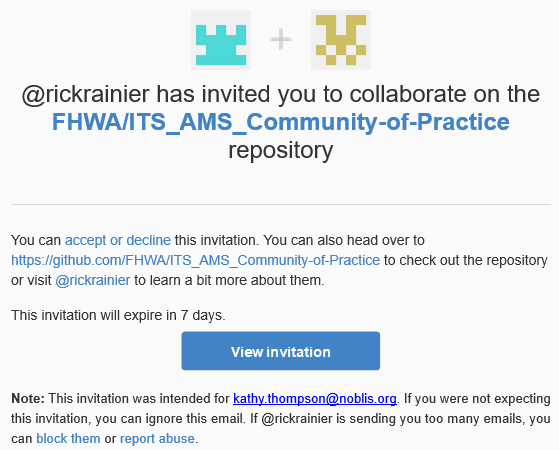 @rickrainier has invited you to collaborate on the
FHWA/ITS_AMS_Community-of-Practice
repository
You can accept or decline this invitation. You can also head over to
https://github.com/FHWA/ITS_AMS_Community-of-Practice to check out the repository
or visit @rickrainier to learn a bit more about them.
This invitation will expire in 7 days.
View invitation
Note: This invitation was intended for kathy.thompson@noblis.org. If you were not expecting
this invitation, you can ignore this email. If @rickrainier is sending you too many emails, you
can block them or report abuse.